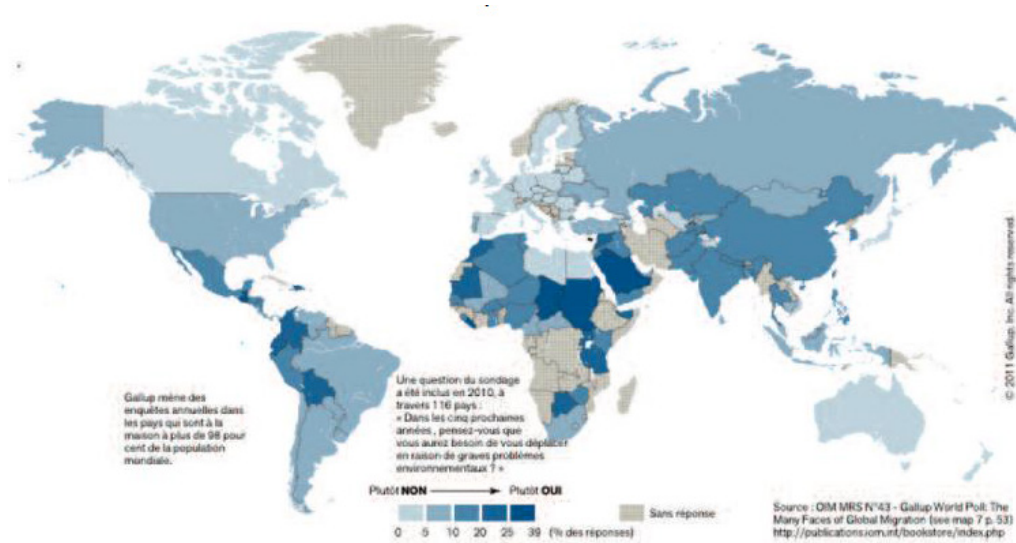 Gallup mène des
enquêtes annuelles dans
les pays qui sont à la
maison à plus de 98 pour
cent de la population
mondiale.
Une question du sondage
a été inclus en 2010, à
travers 116 pays :
« Dans les cinq prochaines
années , pensez-vous que
vous aurez besoin de vous déplacer
en raison de graves problèmes
environnementaux ? »
Plutôt NON Plutôt OUI
0 5 10 20 25 39 (% des réponses)
Sans réponse
Source : OIM MRS N°43 - Gallup World Poll: The
Many Faces of Global Migration (see map 7 p. 53)
http://publications.iom.int/bookstore/index.php
© 2011 Gallup, Inc. All rights reserved.